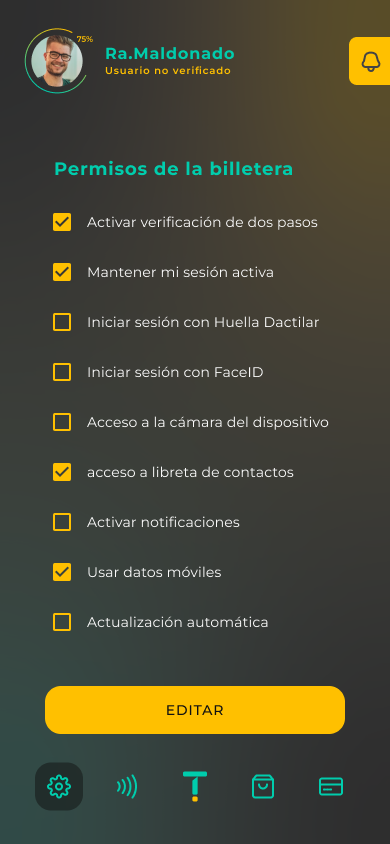 75%
Ra.Maldonado
Usuario no verificado
Permisos de la billetera
Activar verificación de dos pasos
Mantener mi sesión activa
Iniciar sesión con Huella Dactilar
Iniciar sesión con FaceID
Acceso a la cámara del dispositivo
acceso a libreta de contactos
Activar notificaciones
Usar datos móviles
Actualización automática
EDITAR